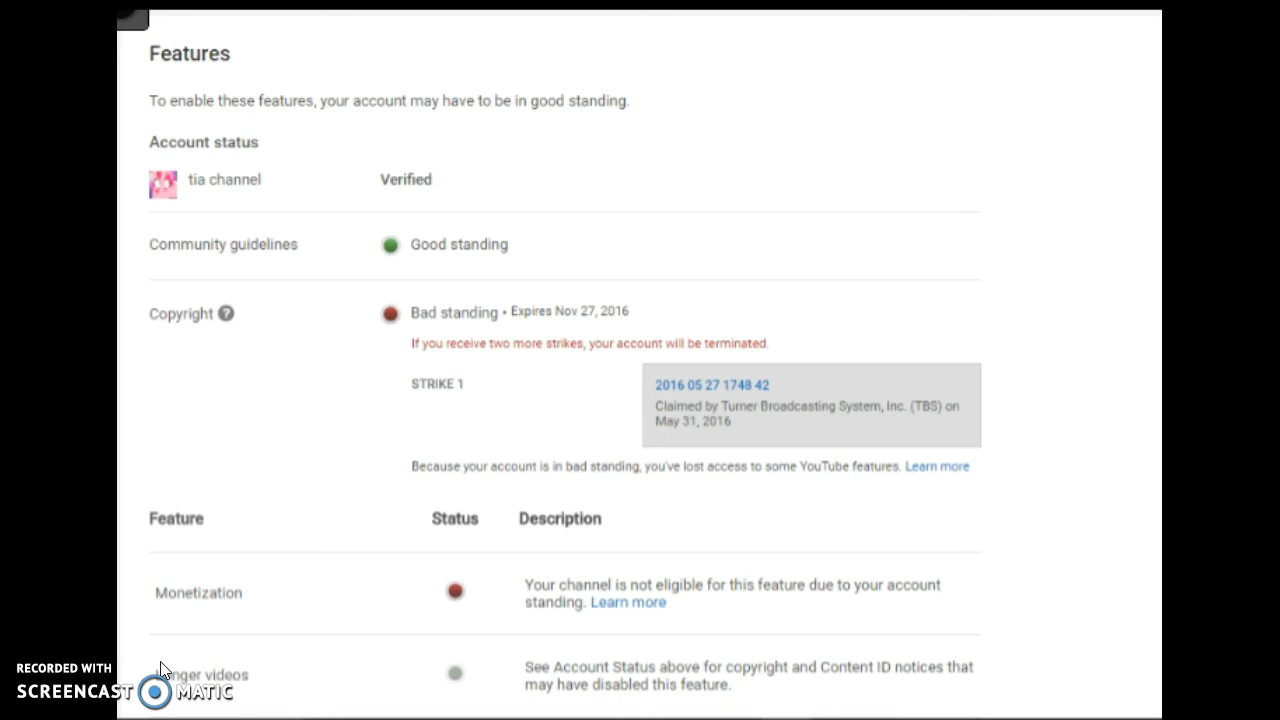 Features
To enable these features, your account may have to be in good standing.
Account status
tia channel Verified
Community guidelines Good standing
Copyright ? Bad standing • Expires Nov 27, 2016
If you receive two more strikes, your account will be terminated.
STRIKE 1 2016 05 27 1748 42
Claimed by Turner Broadcasting System, Inc. (TBS) on
May 31, 2016
Because your account is in bad standing, you've lost access to some YouTube features. Learn more
Feature Status Description
Monetization Your channel is not eligible for this feature due to your account
standing. Learn more
Longer videos See Account Status above for copyright and Content ID notices that
may have disabled this feature.
RECORDED WITH
SCREENCAST MATIC